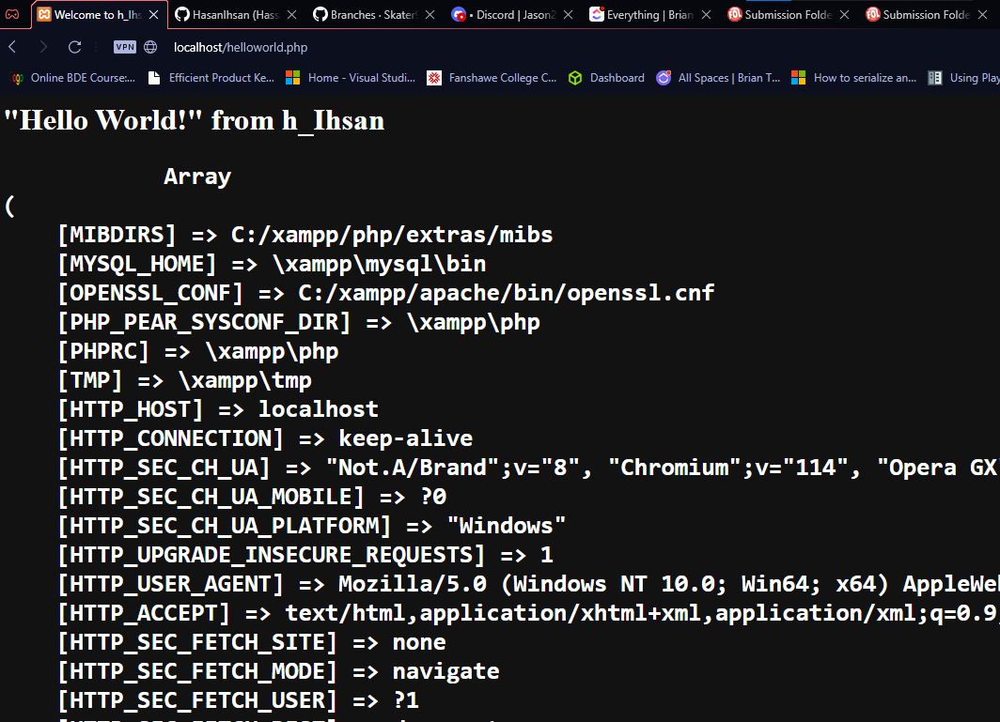 Welcome to h_Ihs
HasanIhsan (Hass
Branches · Skater
• Discord | Jason2
Everything | Brian
Submission Folde
Submission Folde
VPN localhost/helloworld.php
Online BDE Course:...
Efficient Product Ke...
Home - Visual Studi...
Fanshawe College C...
Dashboard
All Spaces | Brian T...
How to serialize an...
Using Play
"Hello World!" from h_Ihsan
Array
(
[MIBDIRS] => C:/xampp/php/extras/mibs
[MYSQL_HOME] => \xampp\mysql\bin
[OPENSSL_CONF] => C:/xampp/apache/bin/openssl.cnf
[PHP_PEAR_SYSCONF_DIR] => \xampp\php
[PHPRC] => \xampp\php
[TMP] => \xampp\tmp
[HTTP_HOST] => localhost
[HTTP_CONNECTION] => keep-alive
[HTTP_SEC_CH_UA] => "Not.A/Brand";v="8", "Chromium";v="114", "Opera GX
[HTTP_SEC_CH_UA_MOBILE] => ?0
[HTTP_SEC_CH_UA_PLATFORM] => "Windows"
[HTTP_UPGRADE_INSECURE_REQUESTS] => 1
[HTTP_USER_AGENT] => Mozilla/5.0 (Windows NT 10.0; Win64; x64) AppleWeb
[HTTP_ACCEPT] => text/html,application/xhtml+xml,application/xml;q=0.9,
[HTTP_SEC_FETCH_SITE] => none
[HTTP_SEC_FETCH_MODE] => navigate
[HTTP_SEC_FETCH_USER] => ?1